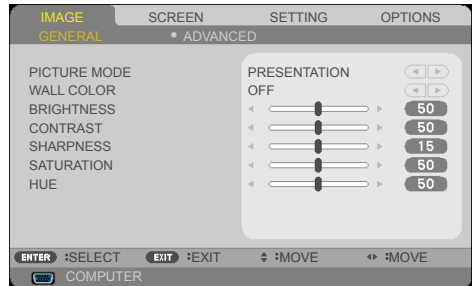 IMAGE SCREEN SETTING OPTIONS
GENERAL • ADVANCED
PICTURE MODE PRESENTATION
WALL COLOR OFF
BRIGHTNESS 50
CONTRAST 50
SHARPNESS 15
SATURATION 50
HUE 50
ENTER :SELECT EXIT :EXIT :MOVE :MOVE
COMPUTER